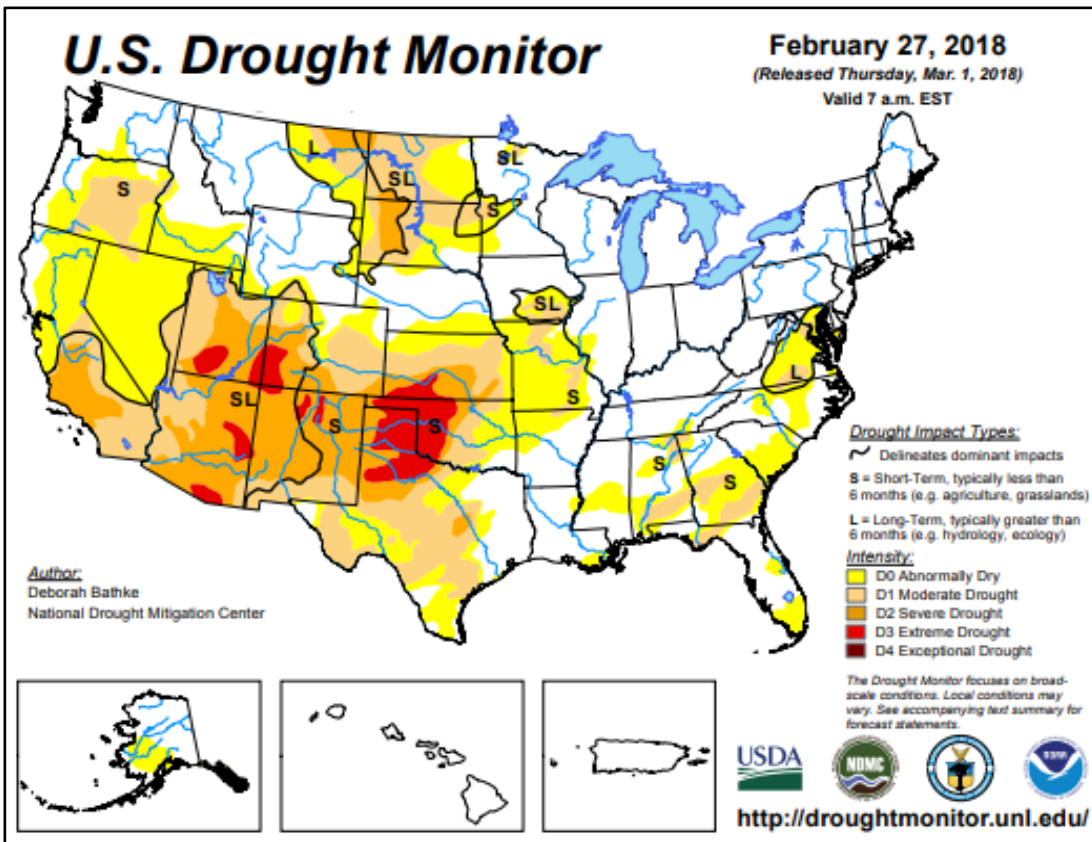 U.S. Drought Monitor
February 27, 2018
(Released Thursday, Mar. 1, 2018)
Valid 7 a.m. EST
L
SL
SL
S
S
SL
L
SL
S
S
S
S
S
Drought Impact Types:
Delineates dominant impacts
S = Short-Term, typically less than
6 months (e.g. agriculture, grasslands)
L = Long-Term, typically greater than
6 months (e.g. hydrology, ecology)
Intensity:
D0 Abnormally Dry
D1 Moderate Drought
D2 Severe Drought
D3 Extreme Drought
D4 Exceptional Drought
Author:
Deborah Bathke
National Drought Mitigation Center
The Drought Monitor focuses on broad-
scale conditions. Local conditions may
vary. See accompanying text summary for
forecast statements.
USDA
NDMC
http://droughtmonitor.unl.edu/